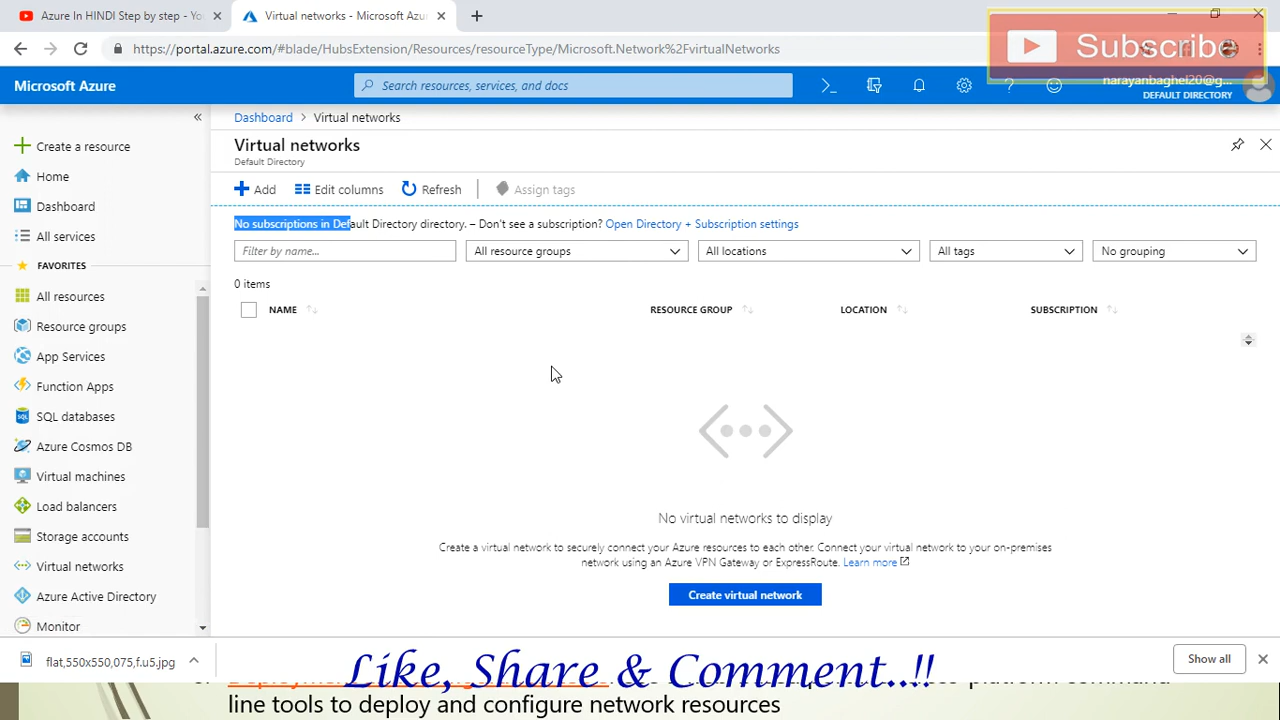 Azure In HINDI Step by step - Yo
Virtual networks - Microsoft Azu
https://portal.azure.com/#blade/HubsExtension/Resources/resourceType/Microsoft.Network%2FvirtualNetworks
Subscribe
Microsoft Azure
Search resources, services, and docs
narayanbaghel20@g...
DEFAULT DIRECTORY
Create a resource
Home
Dashboard
All services
FAVORITES
All resources
Resource groups
App Services
Function Apps
SQL databases
Azure Cosmos DB
Virtual machines
Load balancers
Storage accounts
Virtual networks
Azure Active Directory
Monitor
Dashboard
Virtual networks
Virtual networks
Default Directory
Add
Edit columns
Refresh
Assign tags
No subscriptions in Default Directory directory. – Don't see a subscription? Open Directory + Subscription settings
Filter by name...
All resource groups
All locations
All tags
No grouping
0 items
NAME
RESOURCE GROUP
LOCATION
SUBSCRIPTION
No virtual networks to display
Create a virtual network to securely connect your Azure resources to each other. Connect your virtual network to your on-premises
network using an Azure VPN Gateway or ExpressRoute. Learn more
Create virtual network
flat,550x550,075,f.u5.jpg
Show all
Like, Share & Comment..!!
line tools to deploy and configure network resources